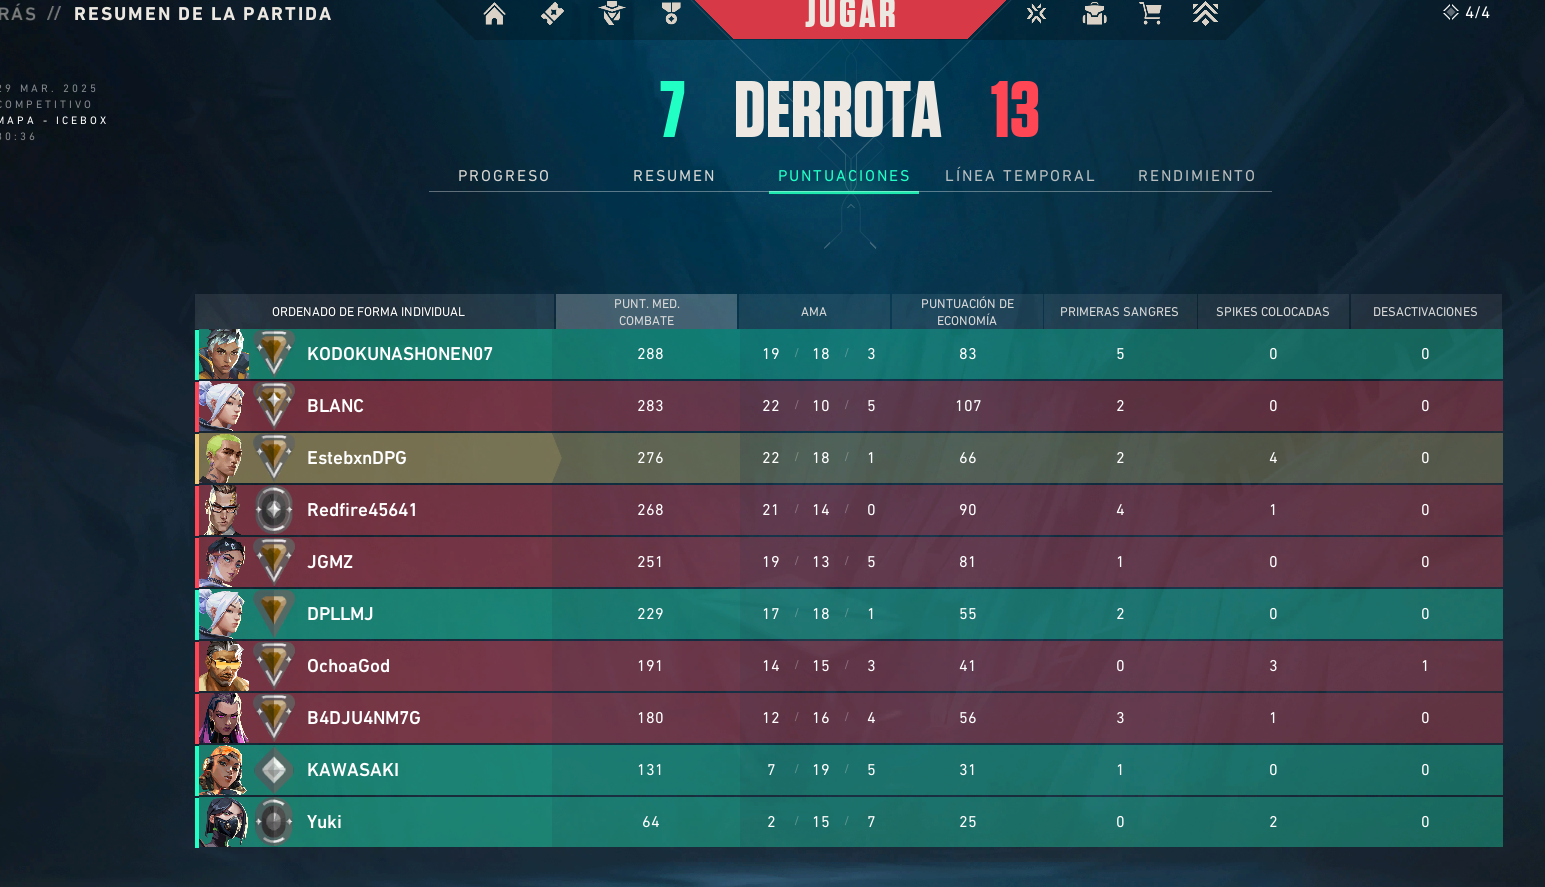 RÁS // RESUMEN DE LA PARTIDA
JUGAR
4/4
29 MAR. 2025
COMPETITIVO
MAPA - ICEBOX
30:36
7 DERROTA 13
PROGRESO RESUMEN PUNTUACIONES LÍNEA TEMPORAL RENDIMIENTO
ORDENADO DE FORMA INDIVIDUAL PUNT. MED. COMBATE AMA PUNTUACIÓN DE ECONOMÍA PRIMERAS SANGRES SPIKES COLOCADAS DESACTIVACIONES
KODOKUNASHONEN07 288 19 / 18 / 3 83 5 0 0
BLANC 283 22 / 10 / 5 107 2 0 0
EstebxnDPG 276 22 / 18 / 1 66 2 4 0
Redfire45641 268 21 / 14 / 0 90 4 1 0
JGMZ 251 19 / 13 / 5 81 1 0 0
DPLLMJ 229 17 / 18 / 1 55 2 0 0
OchoaGod 191 14 / 15 / 3 41 0 3 1
B4DJU4NM7G 180 12 / 16 / 4 56 3 1 0
KAWASAKI 131 7 / 19 / 5 31 1 0 0
Yuki 64 2 / 15 / 7 25 0 2 0